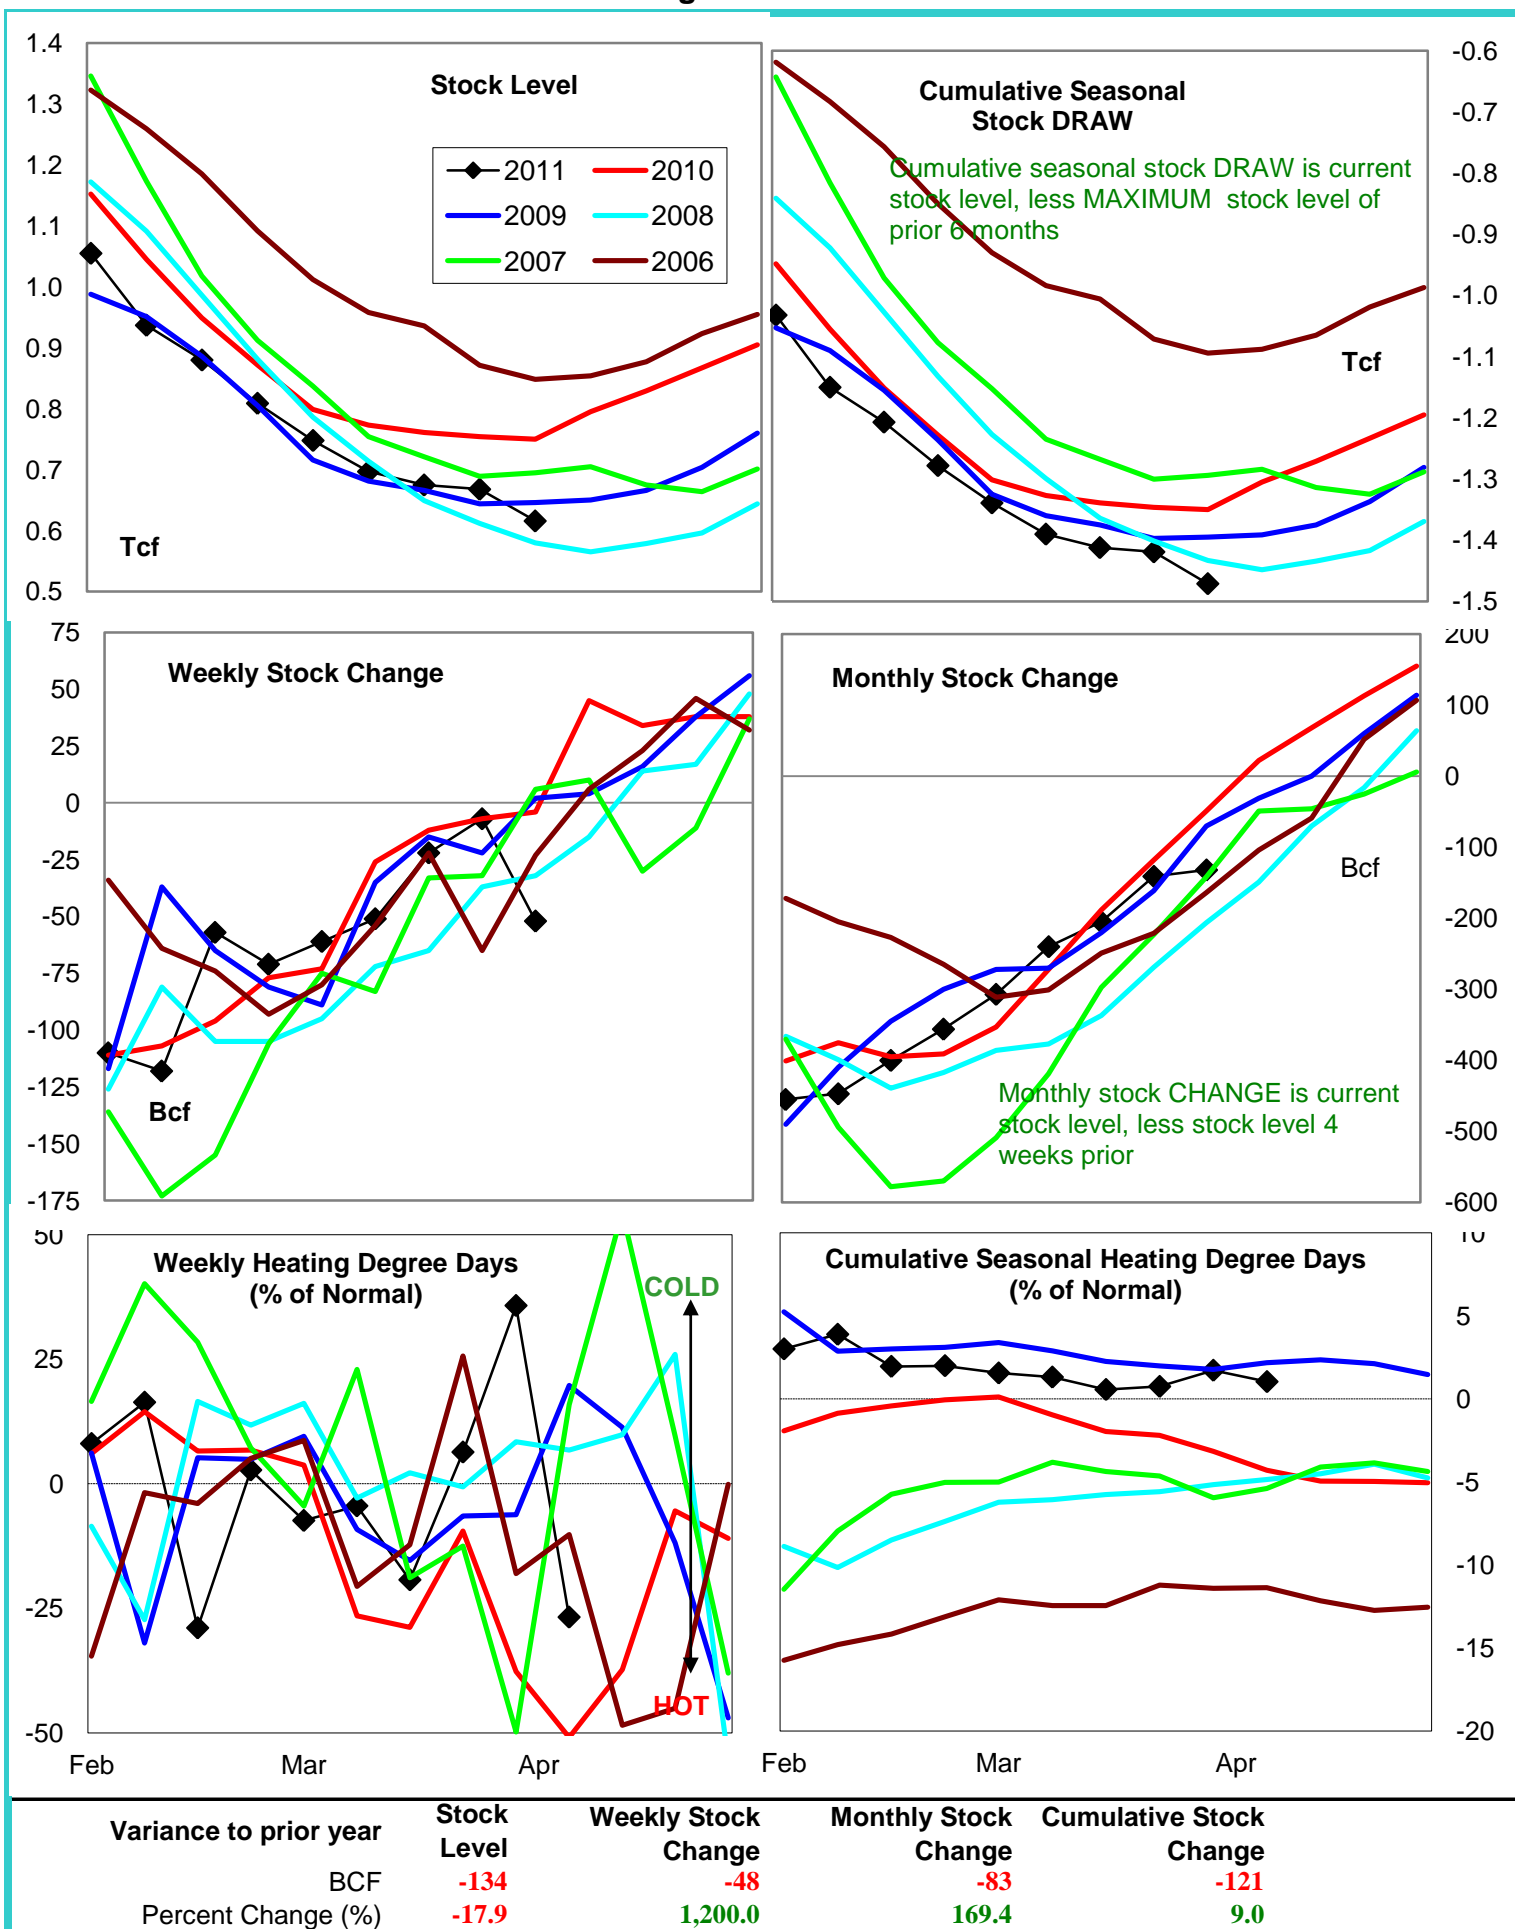 1.4
1.3
1.2
1.1
1.0
0.9
0.8
0.7
0.6
0.5
Stock Level
2011 2010
2009 2008
2007 2006
Tcf
Cumulative Seasonal
Stock DRAW
Cumulative seasonal stock DRAW is current
stock level, less MAXIMUM stock level of
prior 6 months
Tcf
-0.6
-0.7
-0.8
-0.9
-1.0
-1.1
-1.2
-1.3
-1.4
-1.5
75
50
25
0
-25
-50
-75
-100
-125
-150
-175
Weekly Stock Change
Bcf
Monthly Stock Change
Bcf
Monthly stock CHANGE is current
stock level, less stock level 4
weeks prior
200
100
0
-100
-200
-300
-400
-500
-600
50
25
0
-25
-50
Weekly Heating Degree Days
(% of Normal)
COLD
HOT
Feb Mar Apr
Cumulative Seasonal Heating Degree Days
(% of Normal)
10
5
0
-5
-10
-15
-20
Feb Mar Apr
Variance to prior year
Stock
Level
Weekly Stock
Change
Monthly Stock
Change
Cumulative Stock
Change
BCF -134 -48 -83 -121
Percent Change (%) -17.9 1,200.0 169.4 9.0